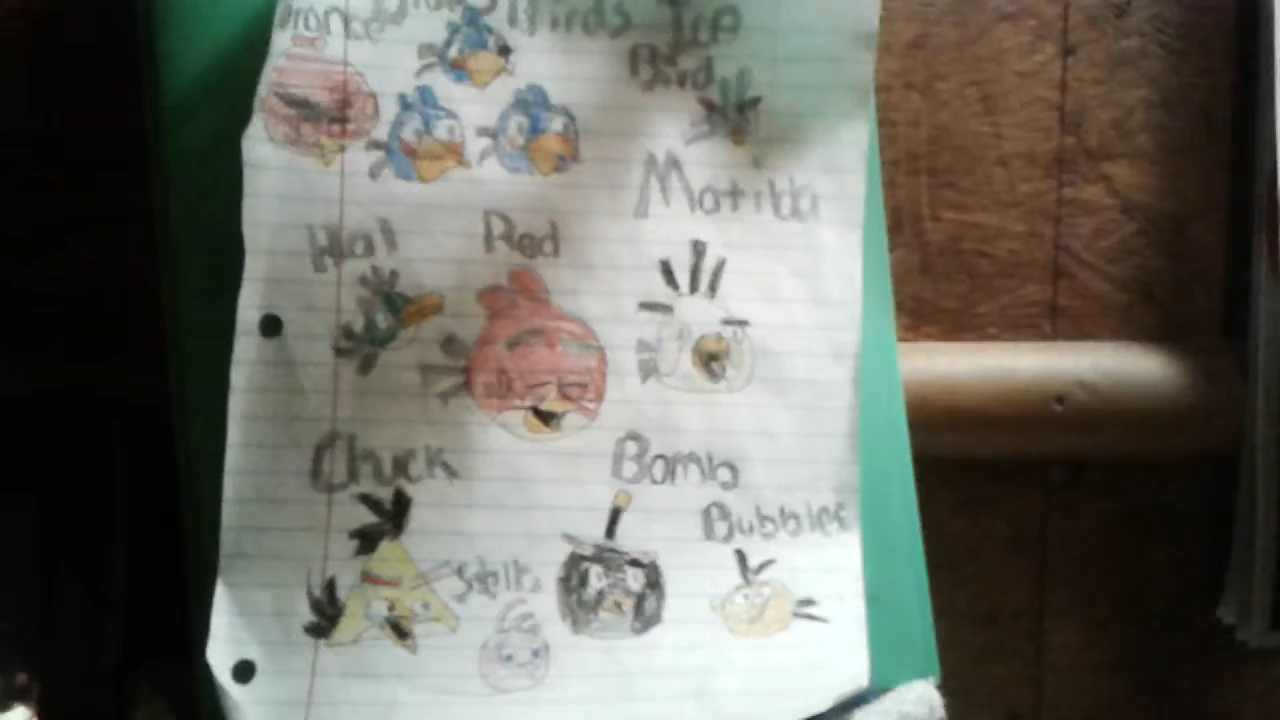 Birds Ice
Bird
Matilda
Hal Red
Chuck Bomb
Bubbles
Stella